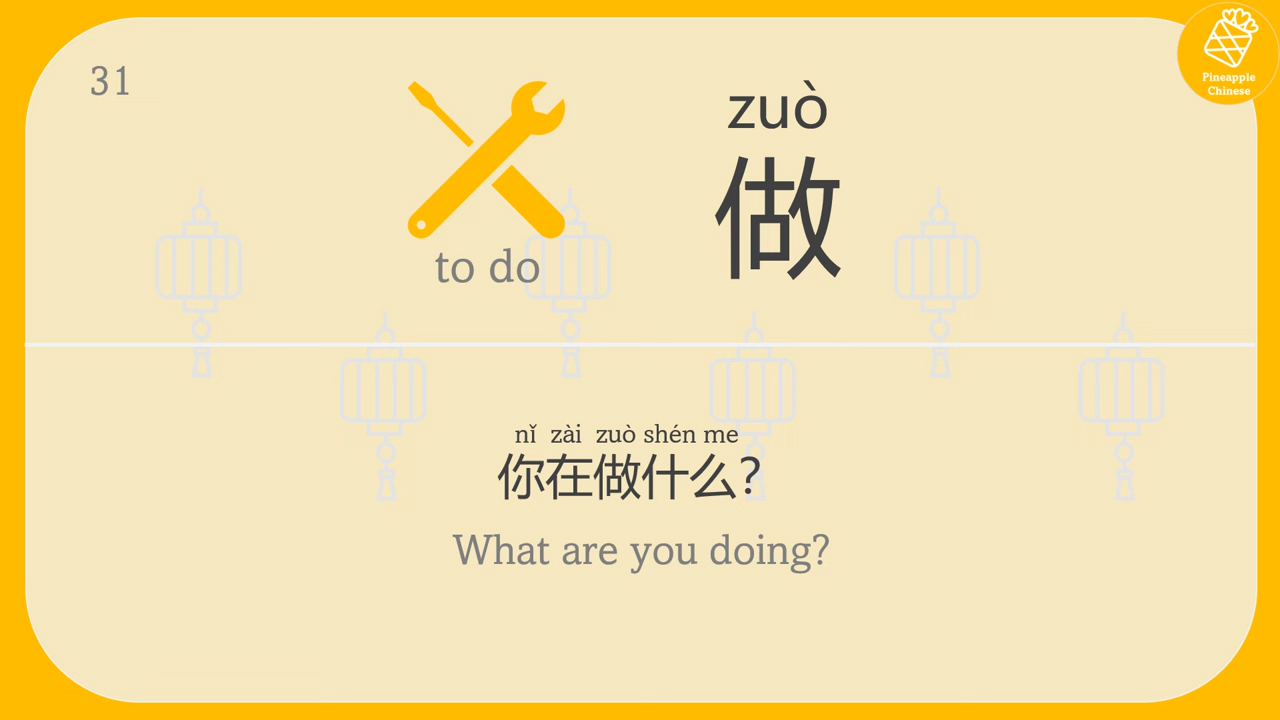 31
Pineapple
Chinese
zuò
做
to do
nǐ zài zuò shén me
你在做什么？
What are you doing?